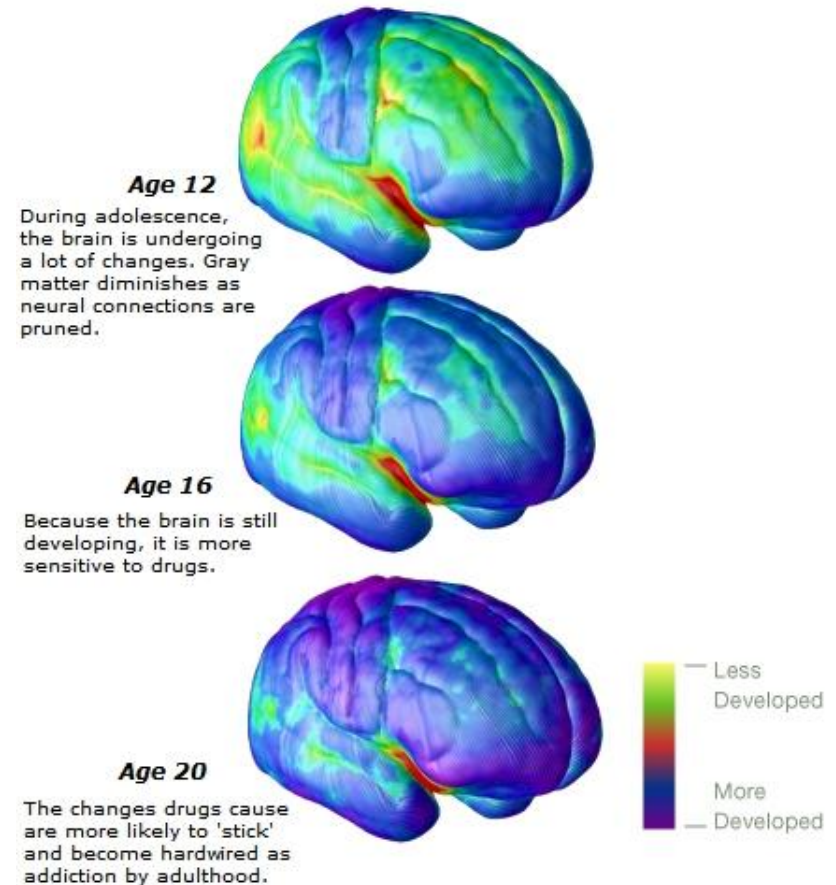 Age 12
During adolescence,
the brain is undergoing
a lot of changes. Gray
matter diminishes as
neural connections are
pruned.
Age 16
Because the brain is still
developing, it is more
sensitive to drugs.
Age 20
The changes drugs cause
are more likely to 'stick'
and become hardwired as
addiction by adulthood.
Less
Developed
More
Developed